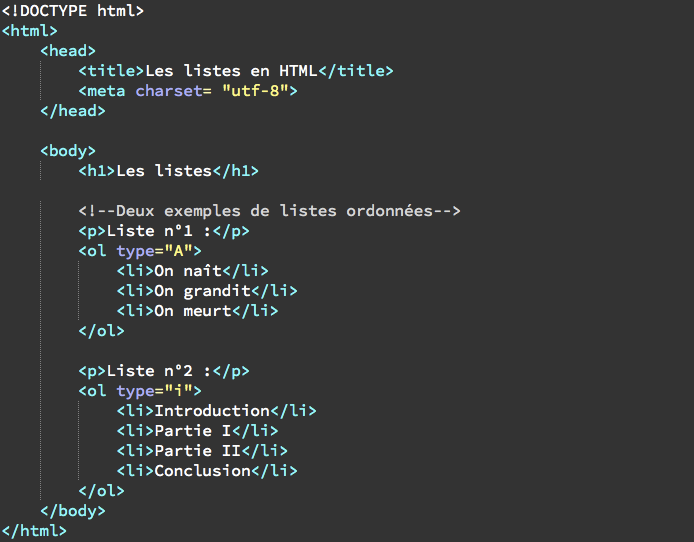 <!DOCTYPE html>
<html>
    <head>
        <title>Les listes en HTML</title>
        <meta charset= "utf-8">
    </head>

    <body>
        <h1>Les listes</h1>

        <!--Deux exemples de listes ordonnées-->
        <p>Liste n°1 :</p>
        <ol type="A">
            <li>On naît</li>
            <li>On grandit</li>
            <li>On meurt</li>
        </ol>

        <p>Liste n°2 :</p>
        <ol type="i">
            <li>Introduction</li>
            <li>Partie I</li>
            <li>Partie II</li>
            <li>Conclusion</li>
        </ol>
    </body>
</html>